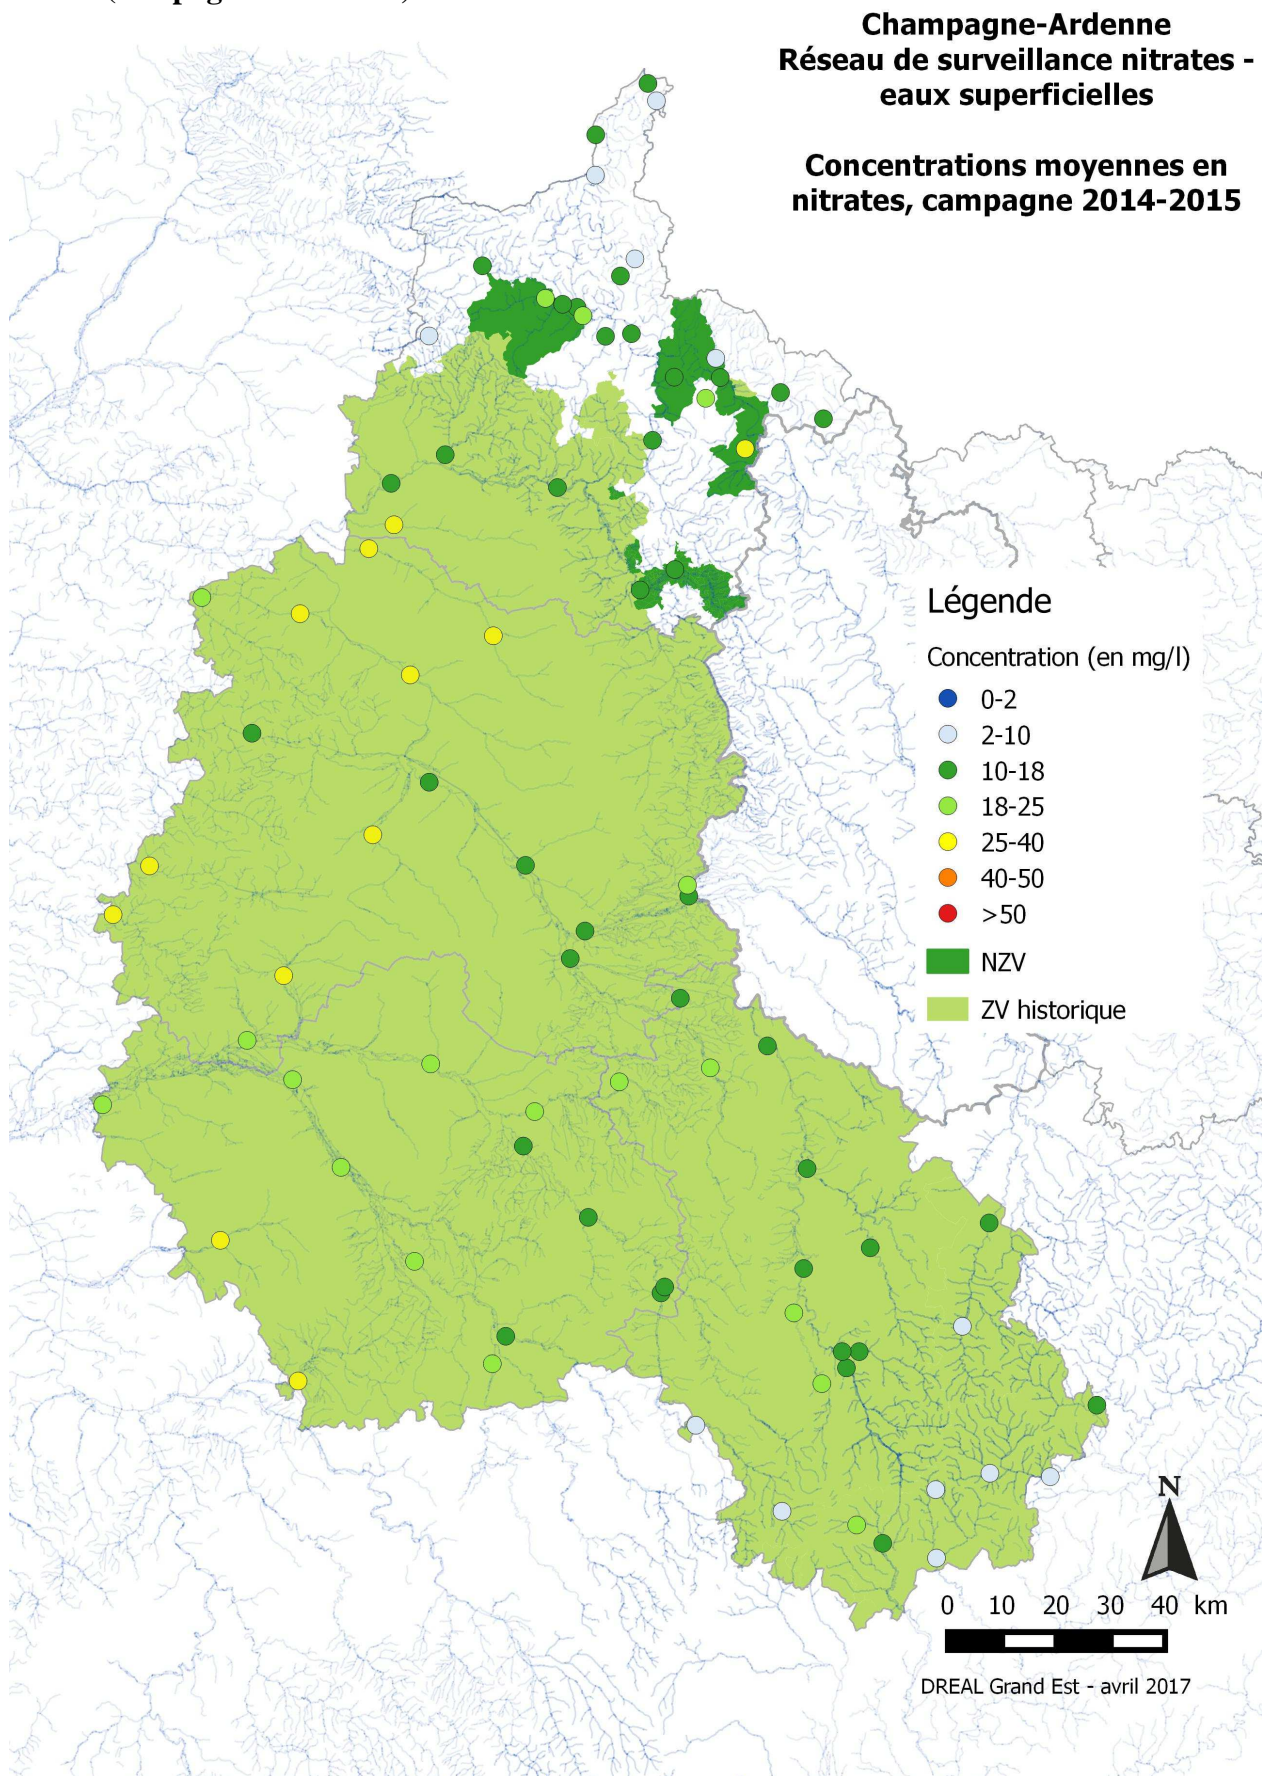 Champagne-Ardenne
Réseau de surveillance nitrates -
eaux superficielles
Concentrations moyennes en
nitrates, campagne 2014-2015
Légende
Concentration (en mg/l)
0-2
2-10
10-18
18-25
25-40
40-50
>50
NZV
ZV historique
N
0 10 20 30 40 km
DREAL Grand Est - avril 2017